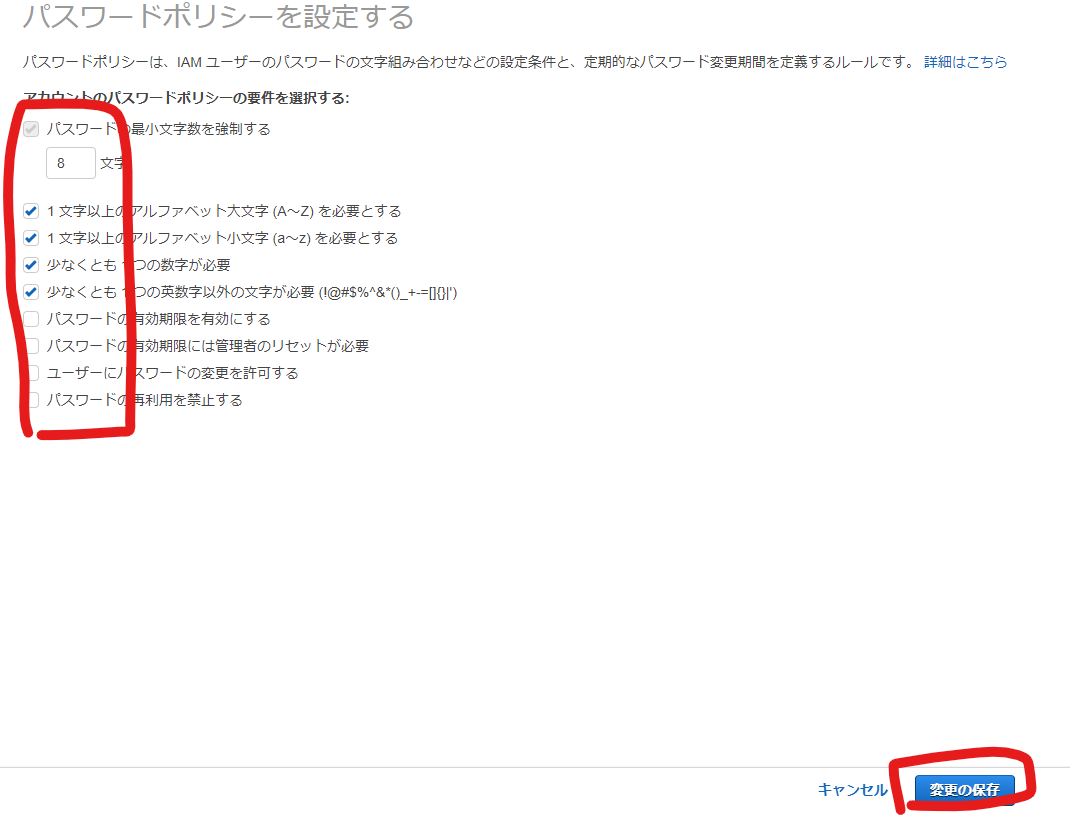 パスワードポリシーを設定する
パスワードポリシーは、IAM ユーザーのパスワードの文字組み合わせなどの設定条件と、定期的なパスワード変更期間を定義するルールです。 詳細はこちら
アカウントのパスワードポリシーの要件を選択する:
パスワードの最小文字数を強制する
8 文字
1 文字以上のアルファベット大文字 (A～Z) を必要とする
1 文字以上のアルファベット小文字 (a～z) を必要とする
少なくとも 1 つの数字が必要
少なくとも 1 つの英数字以外の文字が必要 (!@#$%^&*()_+-=[]{}|')
パスワードの有効期限を有効にする
パスワードの有効期限には管理者のリセットが必要
ユーザーにパスワードの変更を許可する
パスワードの再利用を禁止する
キャンセル 変更の保存